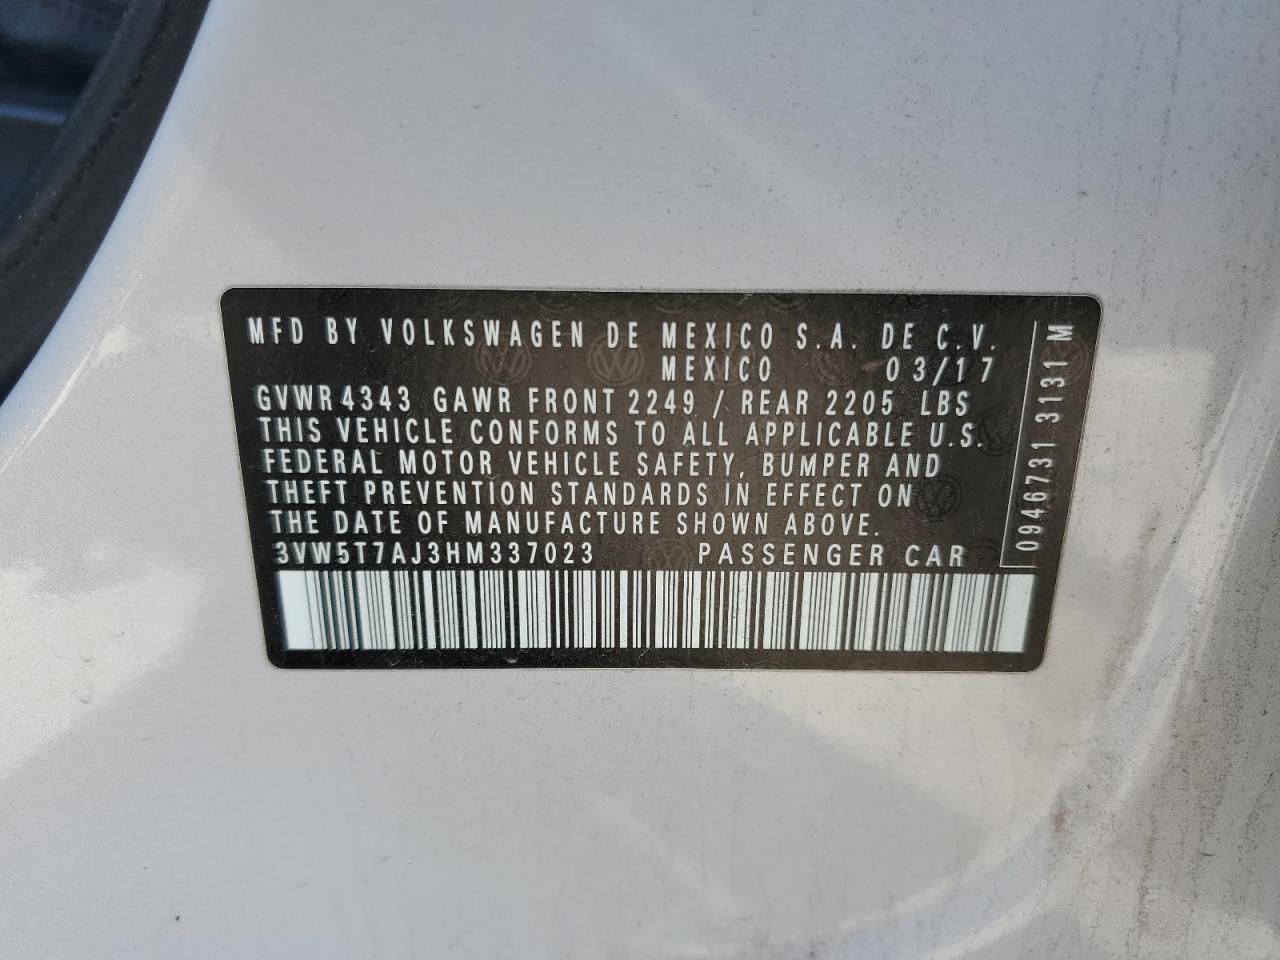 MFD BY VOLKSWAGEN DE MEXICO S.A. DE C.V.
MEXICO 03/17
GVWR 4343 GAWR FRONT 2249 / REAR 2205 LBS
THIS VEHICLE CONFORMS TO ALL APPLICABLE U.S.
FEDERAL MOTOR VEHICLE SAFETY, BUMPER AND
THEFT PREVENTION STANDARDS IN EFFECT ON
THE DATE OF MANUFACTURE SHOWN ABOVE.
3VW5T7AJ3HM337023 PASSENGER CAR
0946731 3131 M